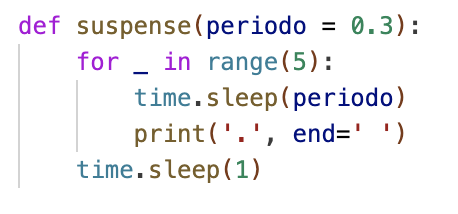 def suspense(periodo = 0.3):
    for _ in range(5):
        time.sleep(periodo)
        print('.', end=' ')
    time.sleep(1)